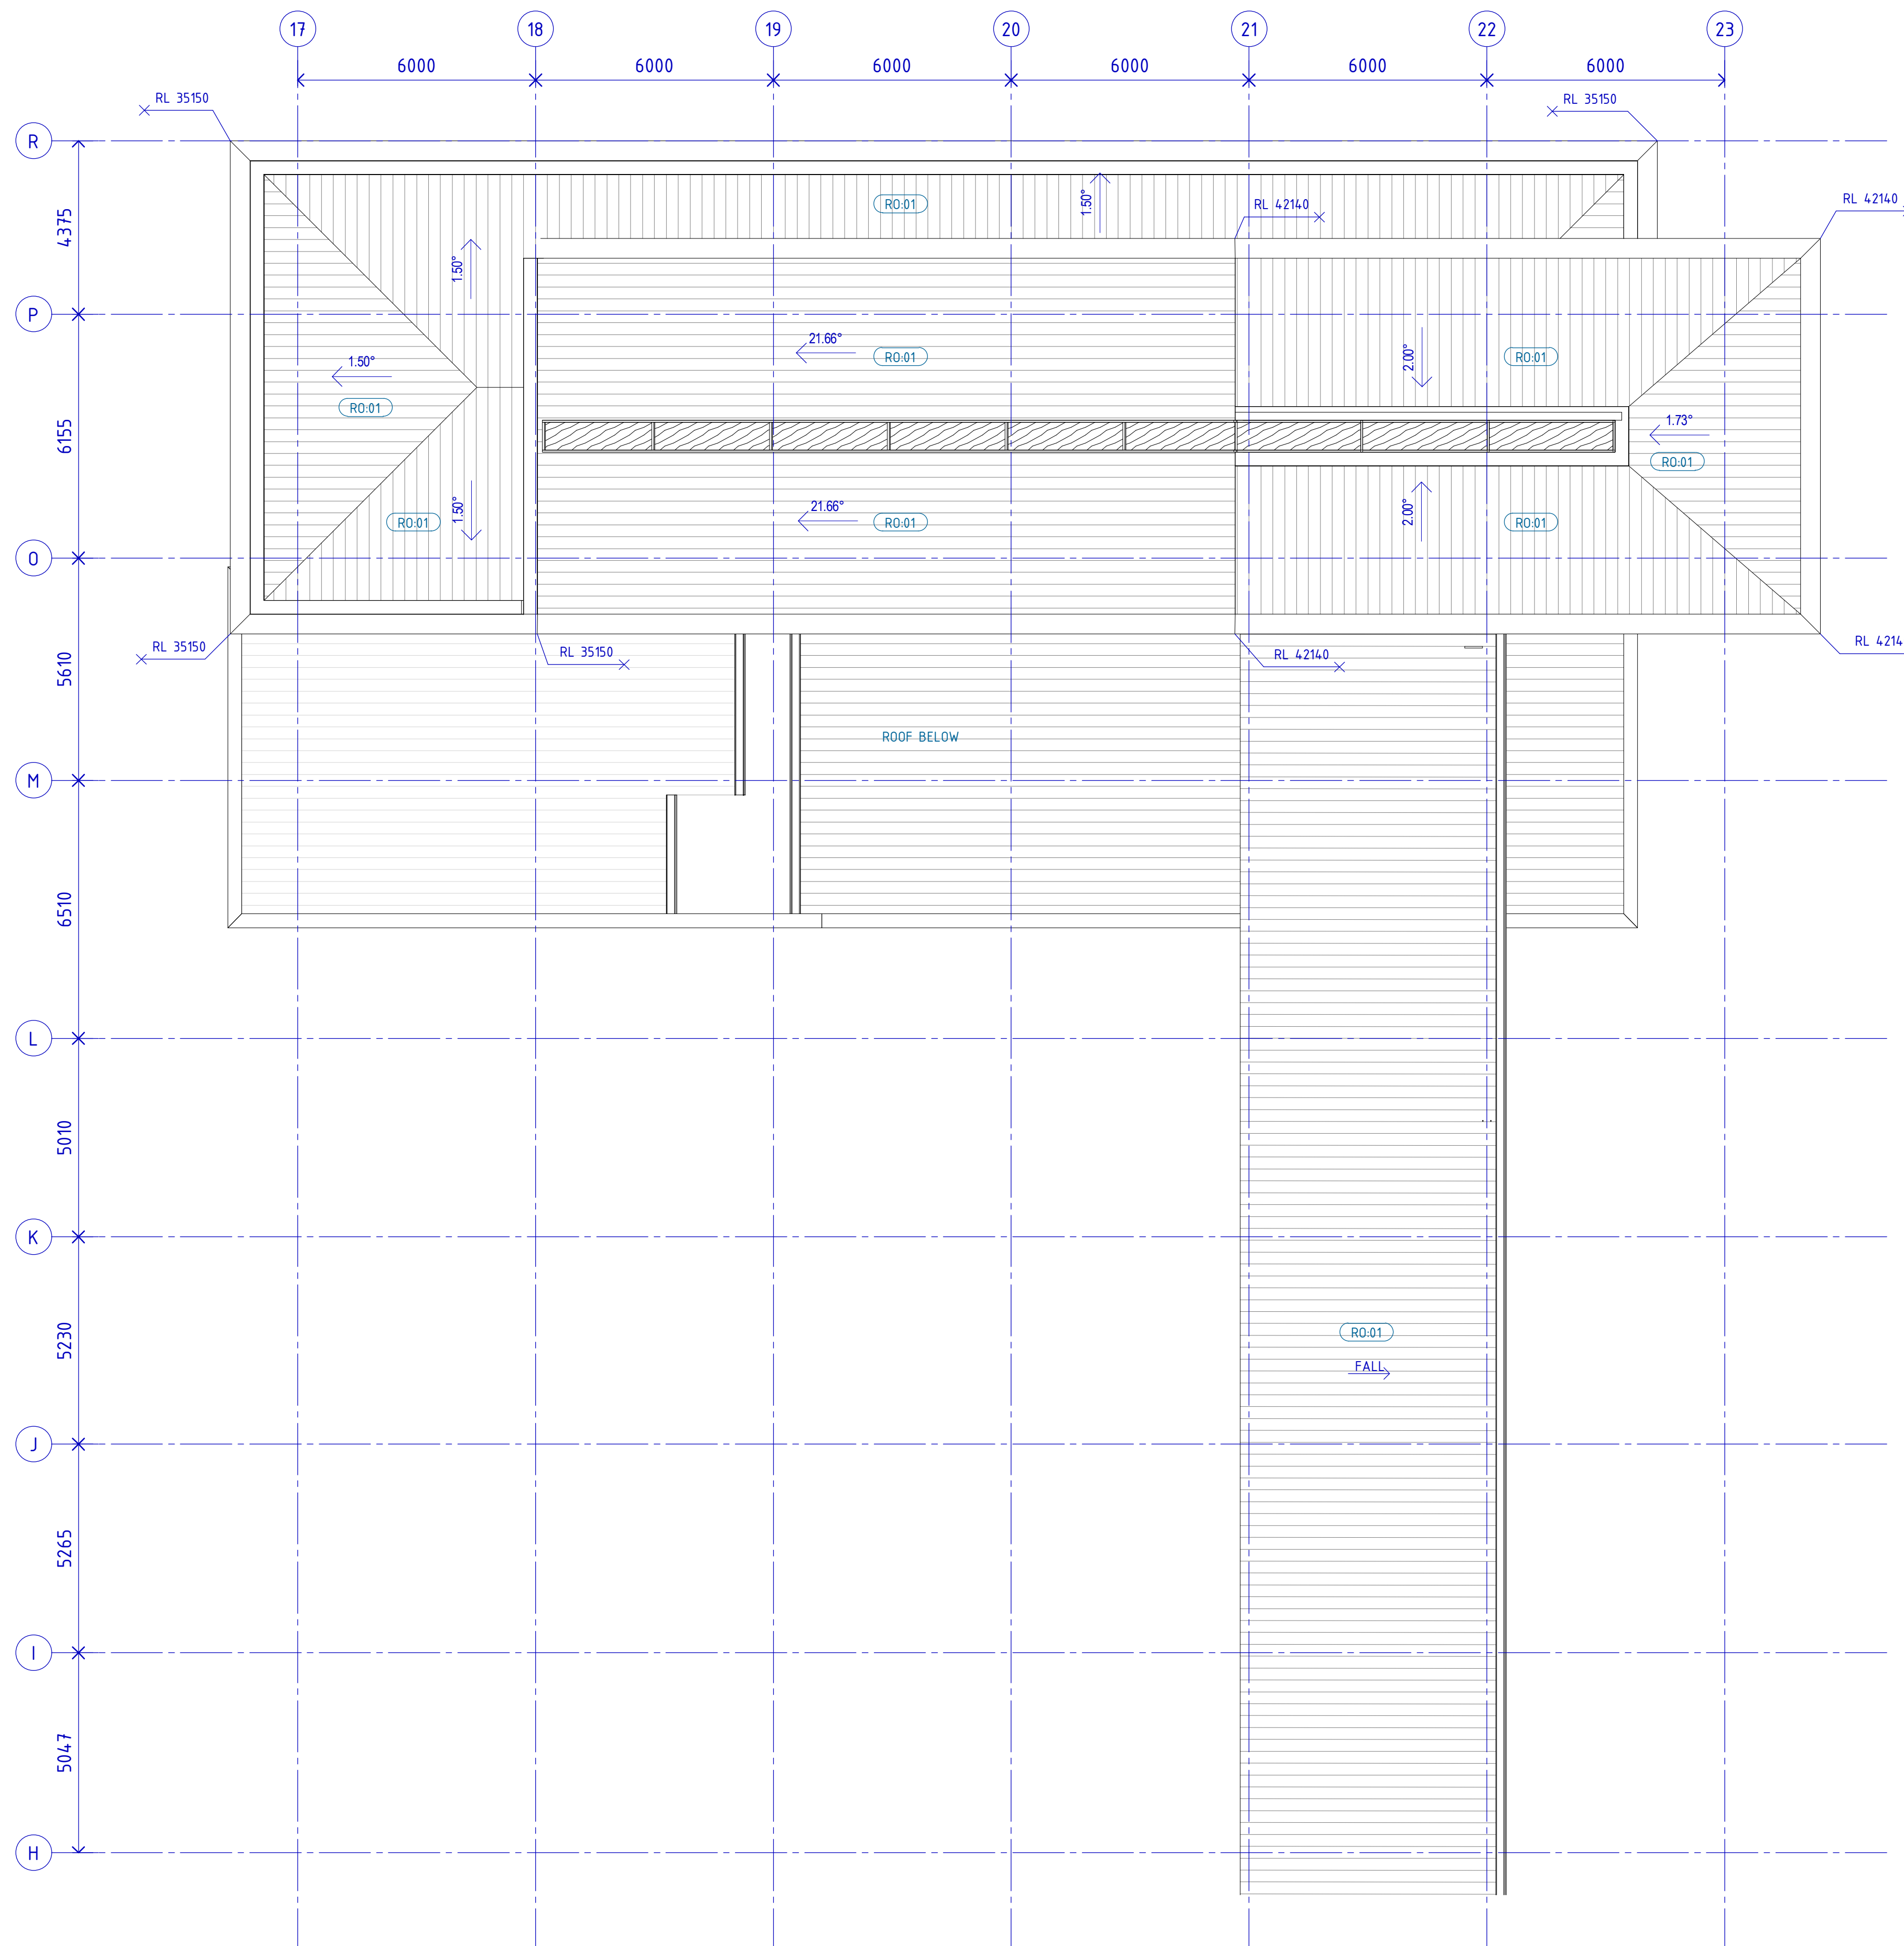 17 18 19 20 21 22 23
6000 6000 6000 6000 6000 6000
RL 35150 RL 35150
R
RL 42140
RL 42140
RO:01
1.50°
4375
1.50°
P
21.66°
RO:01
2.00°
RO:01
1.50°
RO:01
1.73°
6155
RO:01
1.50°
RO:01
21.66°
RO:01
2.00°
RO:01
O
RL 35150
RL 35150
RL 42140
5610
ROOF BELOW
M
6510
L
5010
K
5230
RO:01
FALL
J
5265
I
5047
H